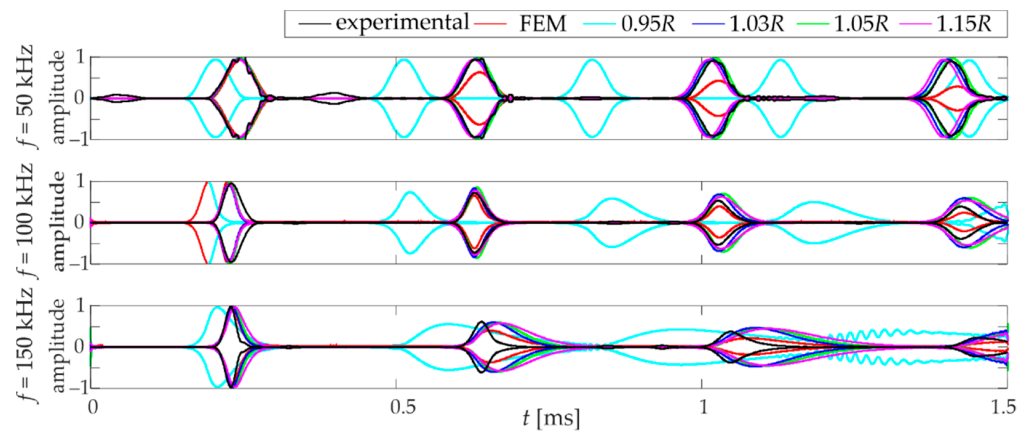 experimental FEM 0.95R 1.03R 1.05R 1.15R
f = 50 kHz
amplitude
1
0
−1
f = 100 kHz
amplitude
1
0
−1
f = 150 kHz
amplitude
1
0
−1
0 0.5 1 1.5
t [ms]